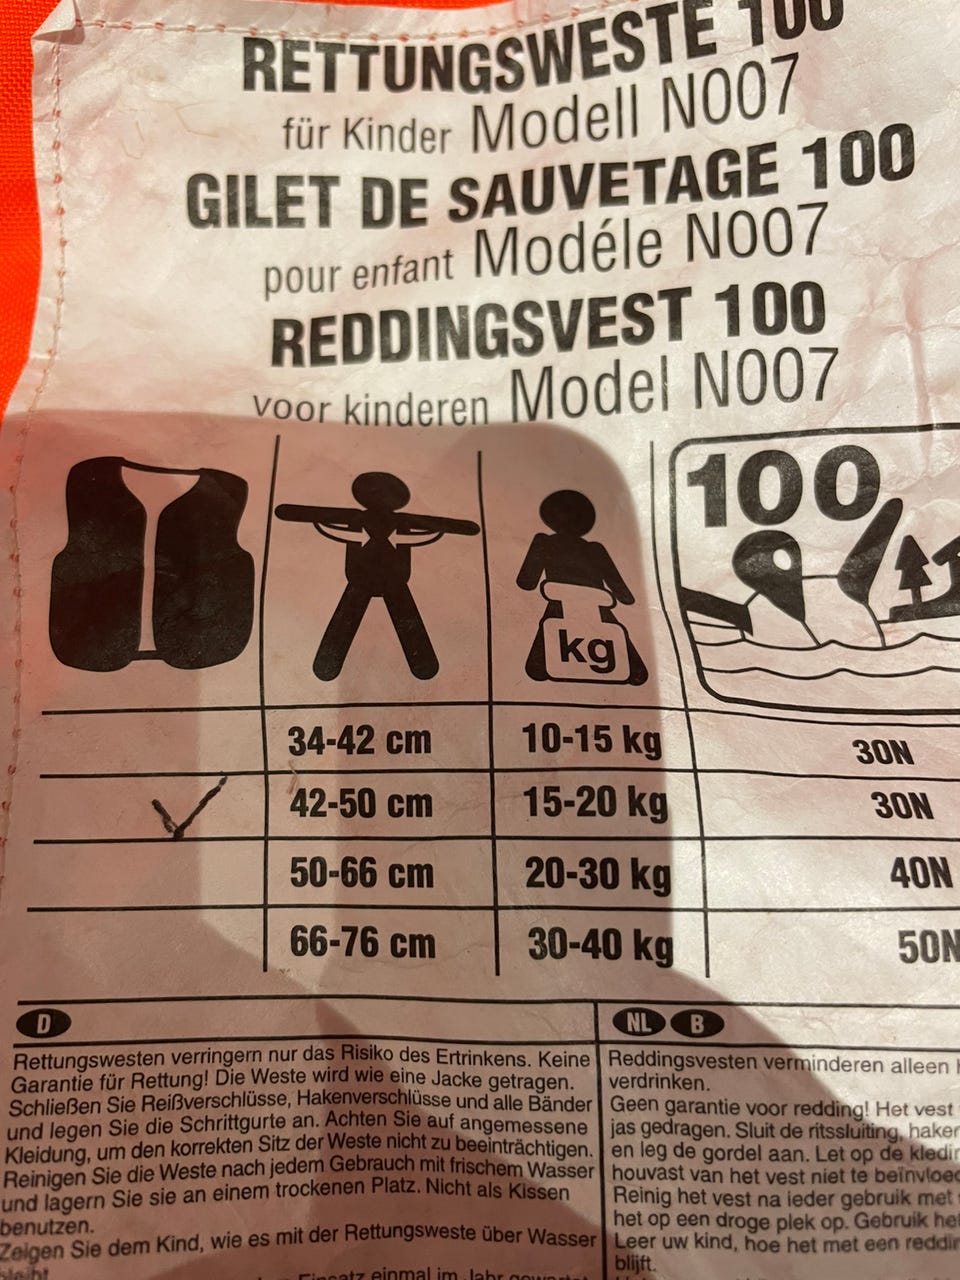 RETTUNGSWESTE 100
für Kinder Modell N007
GILET DE SAUVETAGE 100
pour enfant Modéle N007
REDDINGSVEST 100
voor kinderen Model N007
100
kg
34-42 cm 10-15 kg 30N
42-50 cm 15-20 kg 30N
50-66 cm 20-30 kg 40N
66-76 cm 30-40 kg 50N
D
Rettungswesten verringern nur das Risiko des Ertrinkens. Keine
Garantie für Rettung! Die Weste wird wie eine Jacke getragen.
Schließen Sie Reißverschlüsse, Hakenverschlüsse und alle Bänder
und legen Sie die Schrittgurte an. Achten Sie auf angemessene
Kleidung, um den korrekten Sitz der Weste nicht zu beeinträchtigen.
Reinigen Sie die Weste nach jedem Gebrauch mit frischem Wasser
und lagern Sie sie an einem trockenen Platz. Nicht als Kissen
benutzen.
Zeigen Sie dem Kind, wie es mit der Rettungsweste über Wasser
bleibt.
Einsatz einmal im Jahr
NL B
Reddingsvesten verminderen alleen
verdrinken.
Geen garantie voor redding! Het vest
jas gedragen. Sluit de ritssluiting,
en leg de gordel aan. Let op de
houvast van het vest niet te
Reinig het vest na ieder gebruik met
het op een droge plek op. Gebruik
Leer uw kind, hoe het met een
blijft.